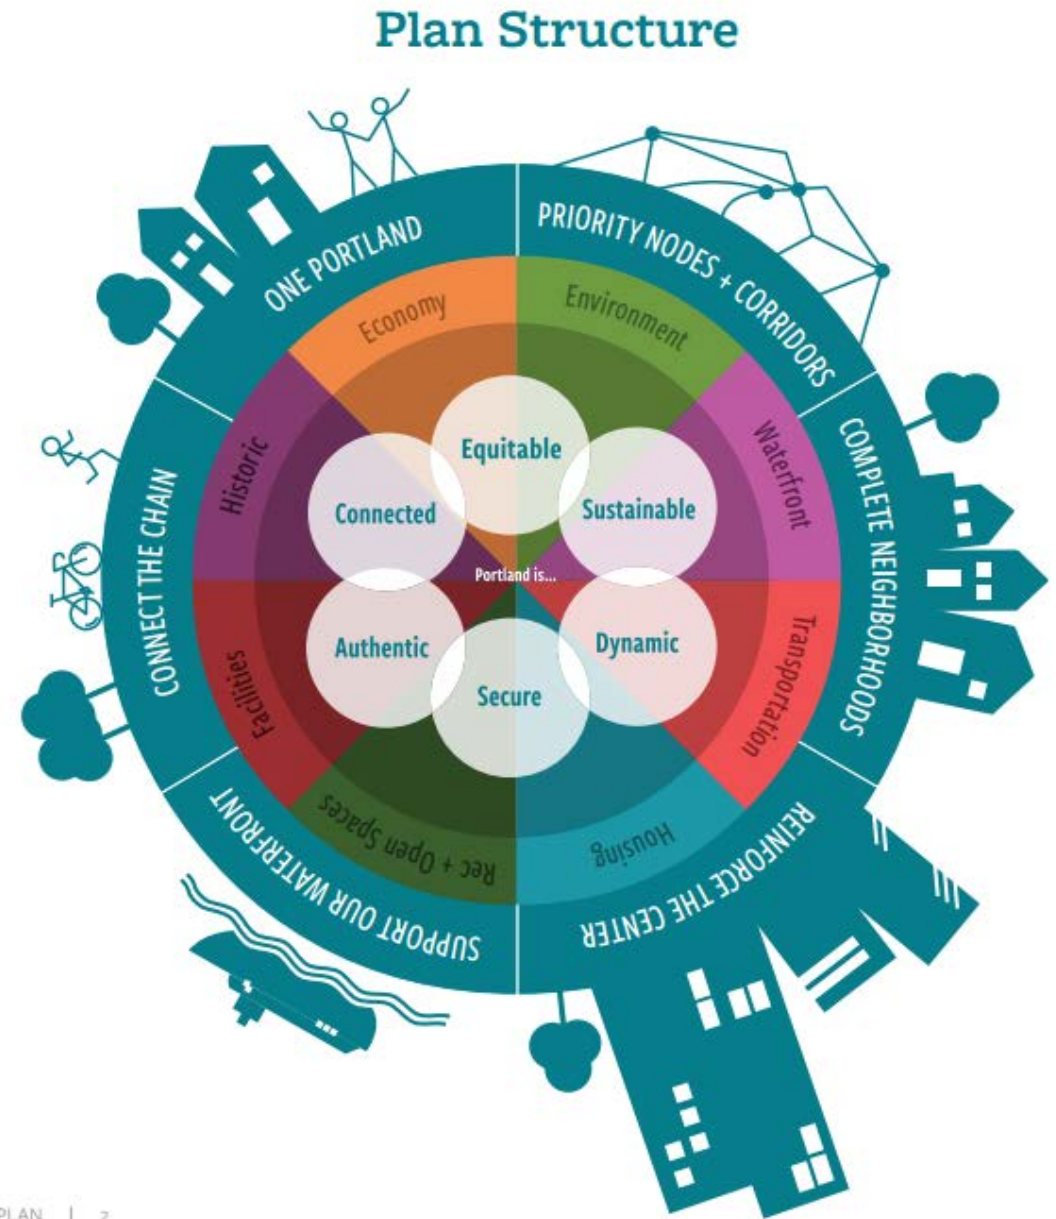 Plan Structure
ONE PORTLAND
PRIORITY NODES + CORRIDORS
COMPLETE NEIGHBORHOODS
REINFORCE THE CENTER
SUPPORT OUR WATERFRONT
CONNECT THE CHAIN
Economy
Environment
Waterfront
Transportation
Housing
Rec + Open Spaces
Facilities
Historic
Equitable
Sustainable
Dynamic
Secure
Authentic
Connected
Portland is...
PLAN | 2